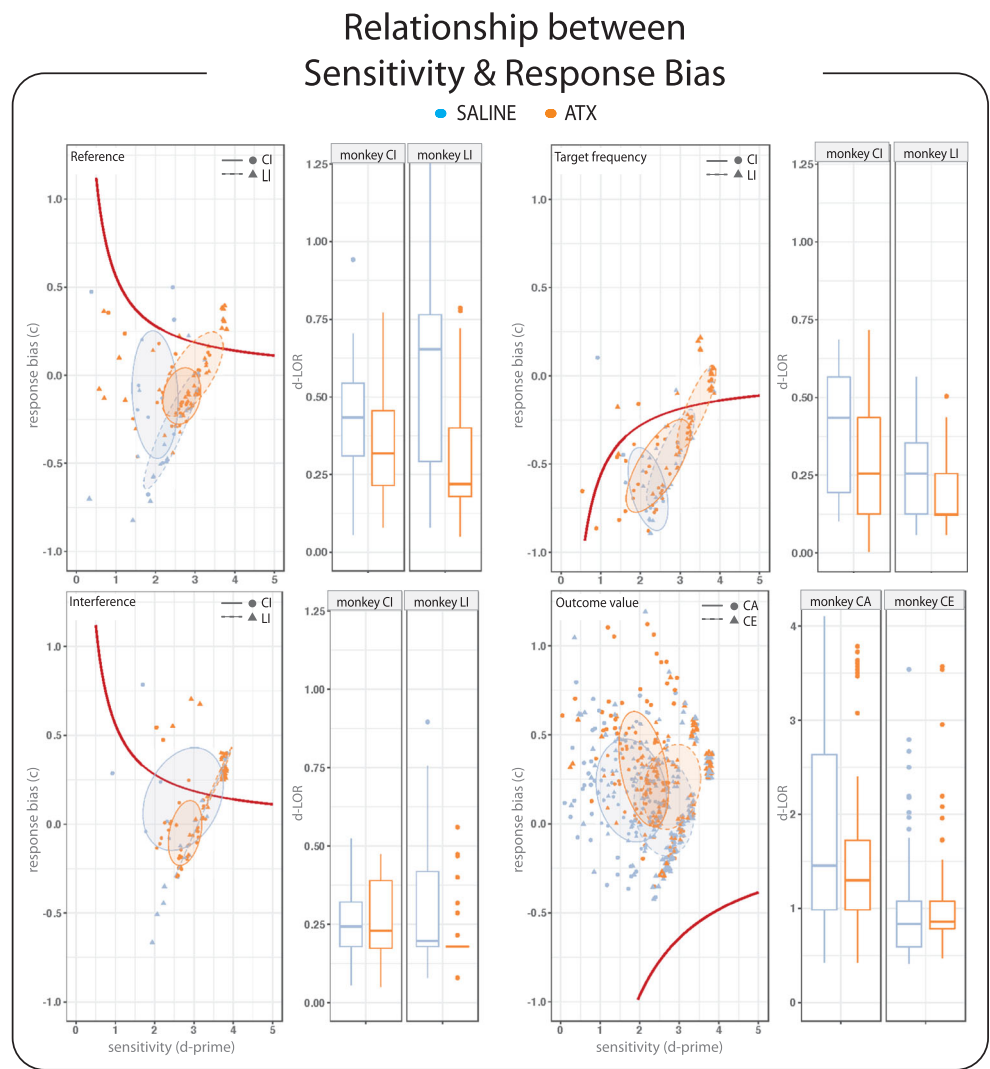 Relationship between
Sensitivity & Response Bias
SALINE ATX
Reference
CI
LI
response bias (c)
1.0
0.5
0.0
-0.5
-1.0
0 1 2 3 4 5
monkey CI monkey LI
d-LOR
1.25
1.00
0.75
0.50
0.25
0.00
Target frequency
CI
LI
response bias (c)
1.0
0.5
0.0
-0.5
-1.0
0 1 2 3 4 5
monkey CI monkey LI
d-LOR
1.25
1.00
0.75
0.50
0.25
0.00
Interference
CI
LI
response bias (c)
1.0
0.5
0.0
-0.5
-1.0
0 1 2 3 4 5
sensitivity (d-prime)
monkey CI monkey LI
d-LOR
1.25
1.00
0.75
0.50
0.25
0.00
Outcome value
CA
CE
response bias (c)
1.0
0.5
0.0
-0.5
-1.0
0 1 2 3 4 5
sensitivity (d-prime)
monkey CA monkey CE
d-LOR
4
3
2
1
0